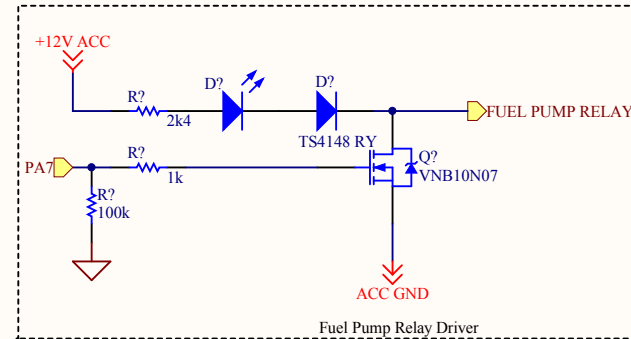 +12V ACC
R?
2k4
D?
D?
TS4148 RY
FUEL PUMP RELAY
PA7
R?
1k
R?
100k
Q?
VNB10N07
ACC GND
Fuel Pump Relay Driver